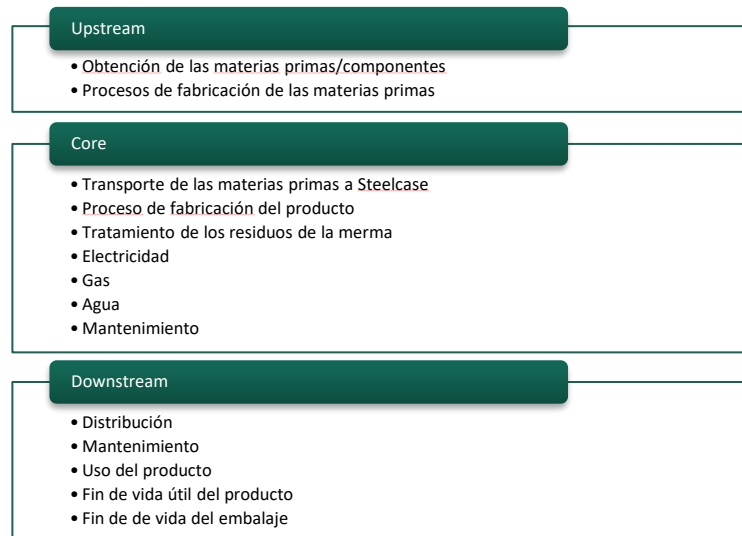 Upstream
• Obtención de las materias primas/componentes
• Procesos de fabricación de las materias primas
Core
• Transporte de las materias primas a Steelcase
• Proceso de fabricación del producto
• Tratamiento de los residuos de la merma
• Electricidad
• Gas
• Agua
• Mantenimiento
Downstream
• Distribución
• Mantenimiento
• Uso del producto
• Fin de vida útil del producto
• Fin de de vida del embalaje